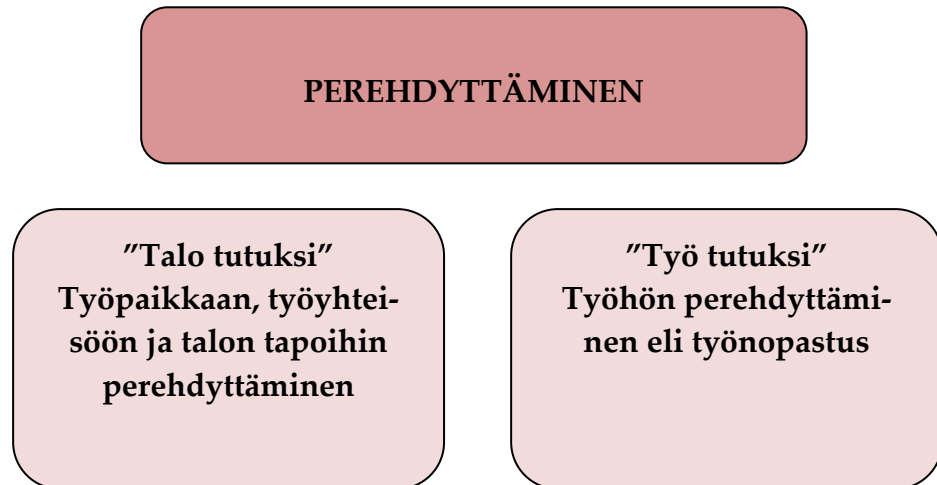 PEREHDYTTÄMINEN
”Talo tutuksi”
Työpaikkaan, työyhtei-
söön ja talon tapoihin
perehdyttäminen
”Työ tutuksi”
Työhön perehdyttämi-
nen eli työnopastus